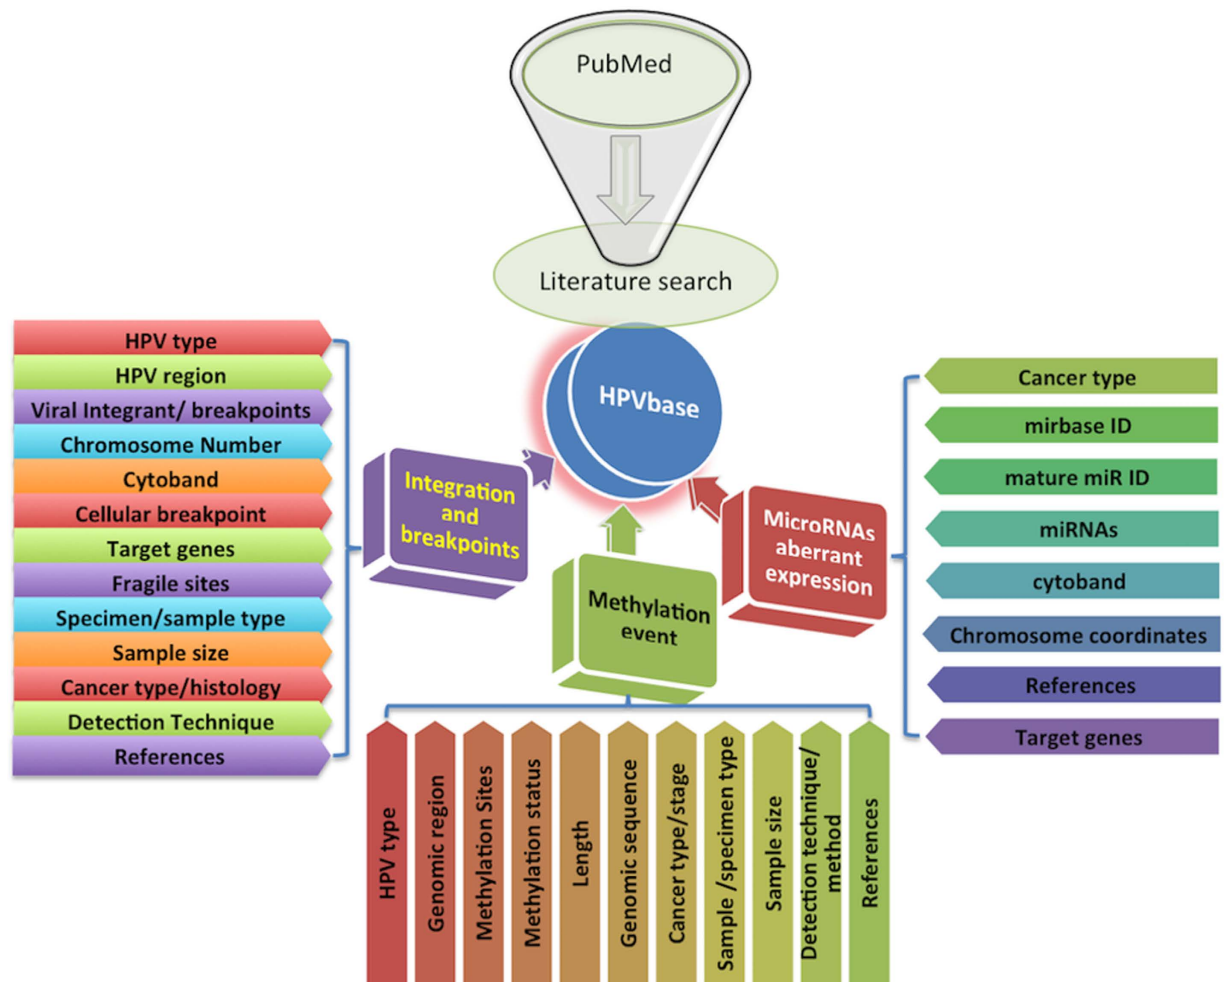 PubMed
Literature search
HPVbase
HPV type
HPV region
Viral Integrant/ breakpoints
Chromosome Number
Cytoband
Cellular breakpoint
Target genes
Fragile sites
Specimen/sample type
Sample size
Cancer type/histology
Detection Technique
References
Integration
and
breakpoints
Methylation
event
MicroRNAs
aberrant
expression
Cancer type
mirbase ID
mature miR ID
miRNAs
cytoband
Chromosome coordinates
References
Target genes
HPV type
Genomic region
Methylation Sites
Methylation status
Length
Genomic sequence
Cancer type/stage
Sample /specimen type
Sample size
Detection technique/
method
References